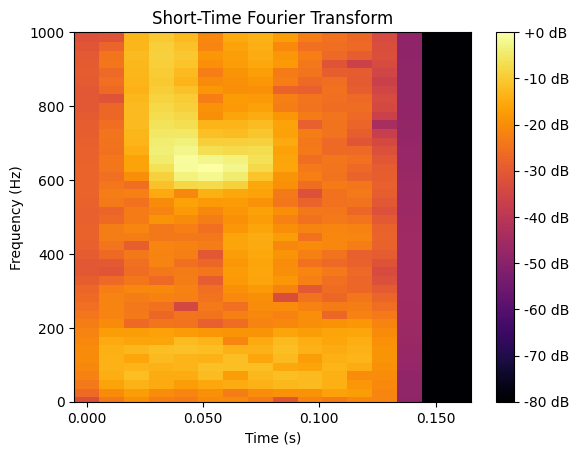 Short-Time Fourier Transform
1000
800
600
400
200
0
Frequency (Hz)
0.000
0.050
0.100
0.150
Time (s)
+0 dB
-10 dB
-20 dB
-30 dB
-40 dB
-50 dB
-60 dB
-70 dB
-80 dB